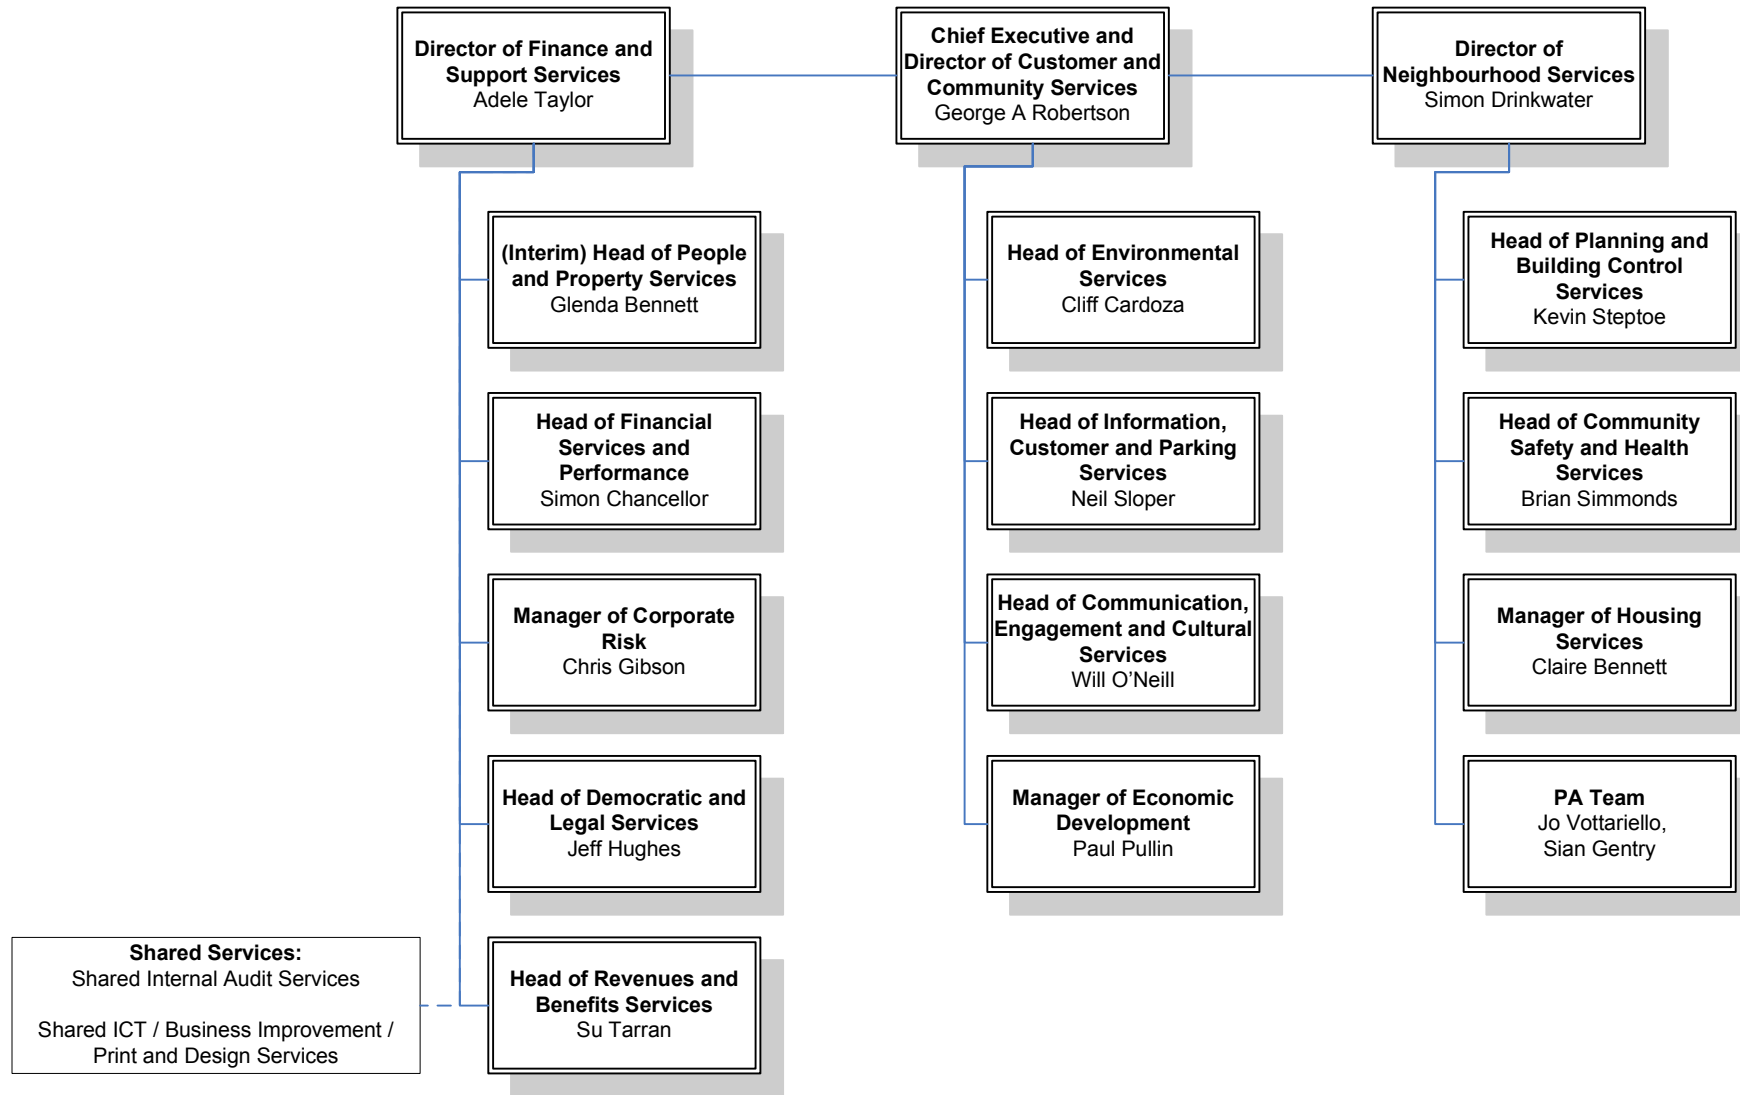 Director of Finance and
Support Services
Adele Taylor
Chief Executive and
Director of Customer and
Community Services
George A Robertson
Director of
Neighbourhood Services
Simon Drinkwater
(Interim) Head of People
and Property Services
Glenda Bennett
Head of Environmental
Services
Cliff Cardoza
Head of Planning and
Building Control
Services
Kevin Steptoe
Head of Financial
Services and
Performance
Simon Chancellor
Head of Information,
Customer and Parking
Services
Neil Sloper
Head of Community
Safety and Health
Services
Brian Simmonds
Manager of Corporate
Risk
Chris Gibson
Head of Communication,
Engagement and Cultural
Services
Will O’Neill
Manager of Housing
Services
Claire Bennett
Head of Democratic and
Legal Services
Jeff Hughes
Manager of Economic
Development
Paul Pullin
PA Team
Jo Vottariello,
Sian Gentry
Shared Services:
Shared Internal Audit Services
Shared ICT / Business Improvement /
Print and Design Services
Head of Revenues and
Benefits Services
Su Tarran